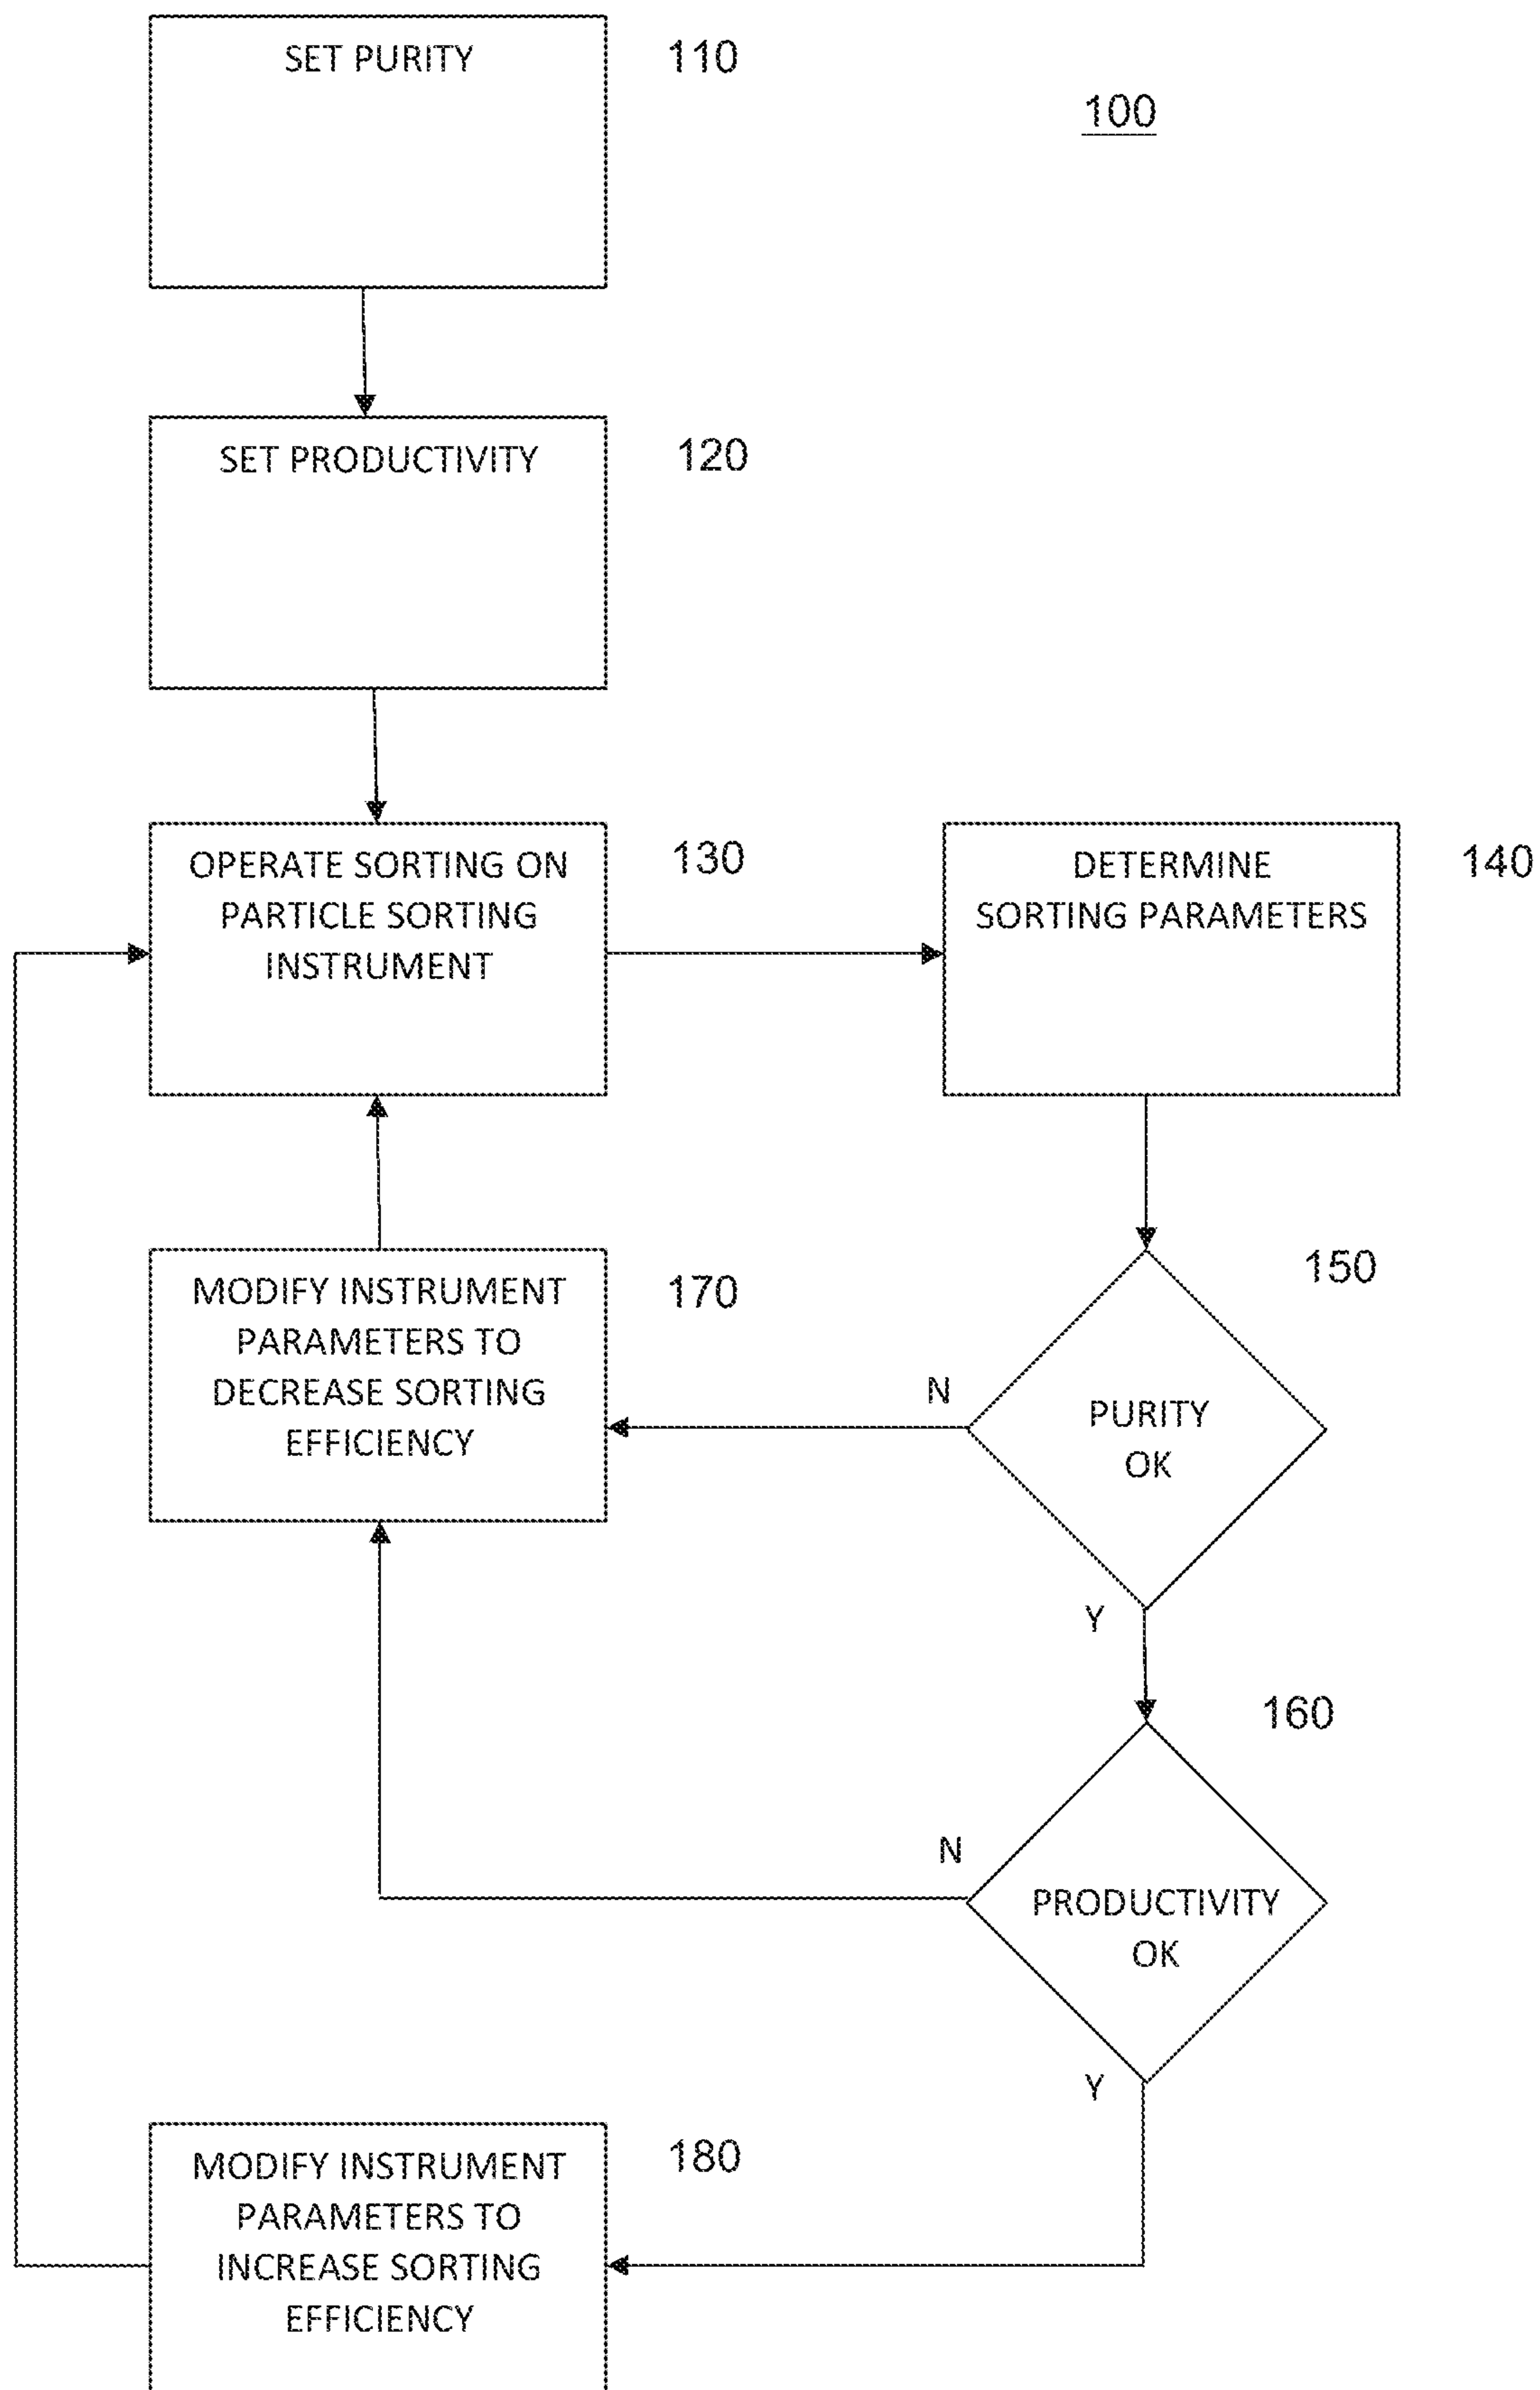 SET PURITY
110
100
SET PRODUCTIVITY
120
OPERATE SORTING ON
PARTICLE SORTING
INSTRUMENT
130
DETERMINE
SORTING PARAMETERS
140
MODIFY INSTRUMENT
PARAMETERS TO
DECREASE SORTING
EFFICIENCY
170
N
PURITY
OK
150
Y
160
N
PRODUCTIVITY
OK
Y
MODIFY INSTRUMENT
PARAMETERS TO
INCREASE SORTING
EFFICIENCY
180